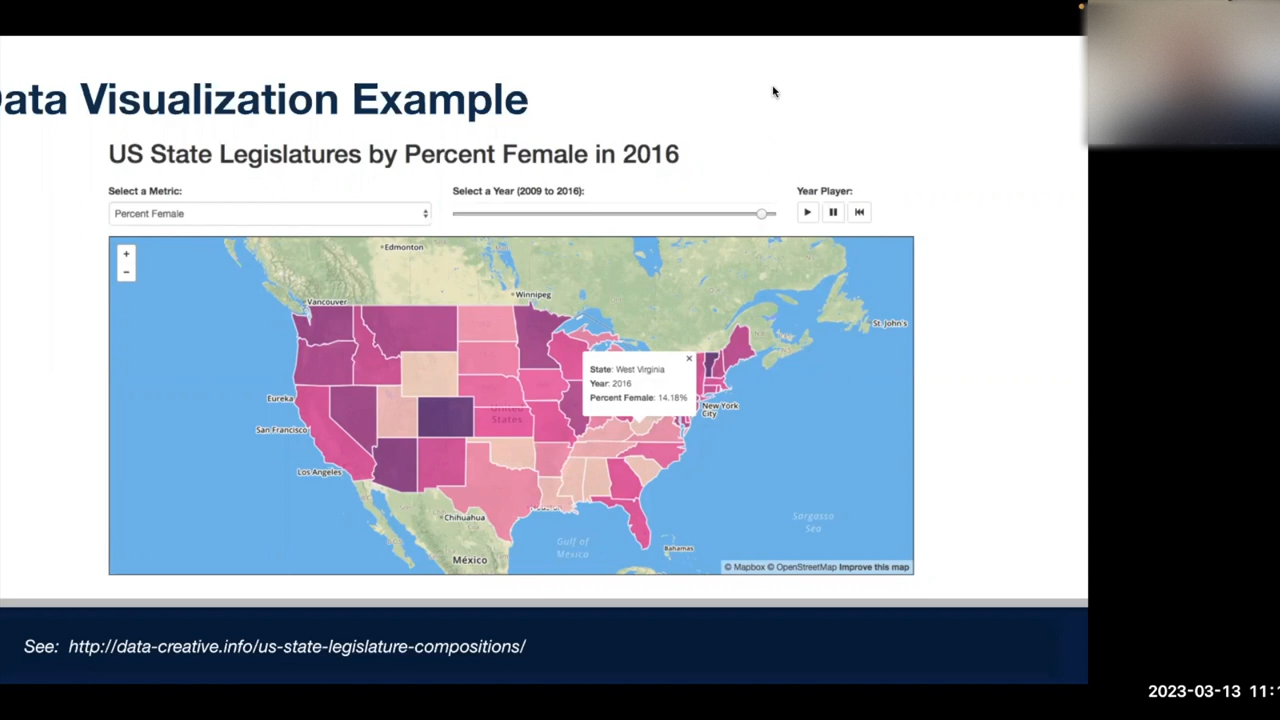 ata Visualization Example
US State Legislatures by Percent Female in 2016
Select a Metric:
Select a Year (2009 to 2016):
Year Player:
Percent Female
+
−
Edmonton
Vancouver
Winnipeg
St. John's
State: West Virginia
Year: 2016
Percent Female: 14.18%
Eureka
United
States
New York
City
San Francisco
Los Angeles
Chihuahua
Sargasso
Sea
Gulf of
Mexico
Bahamas
México
© Mapbox © OpenStreetMap Improve this map
See: http://data-creative.info/us-state-legislature-compositions/
2023-03-13 11: